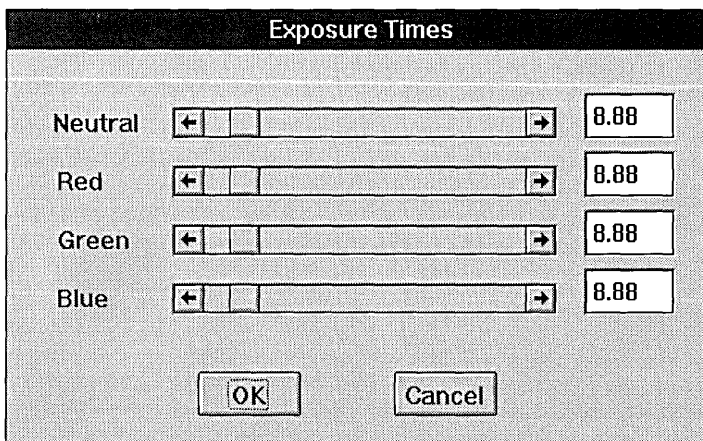 Exposure Times
Neutral 8.88
Red 8.88
Green 8.88
Blue 8.88
OK Cancel